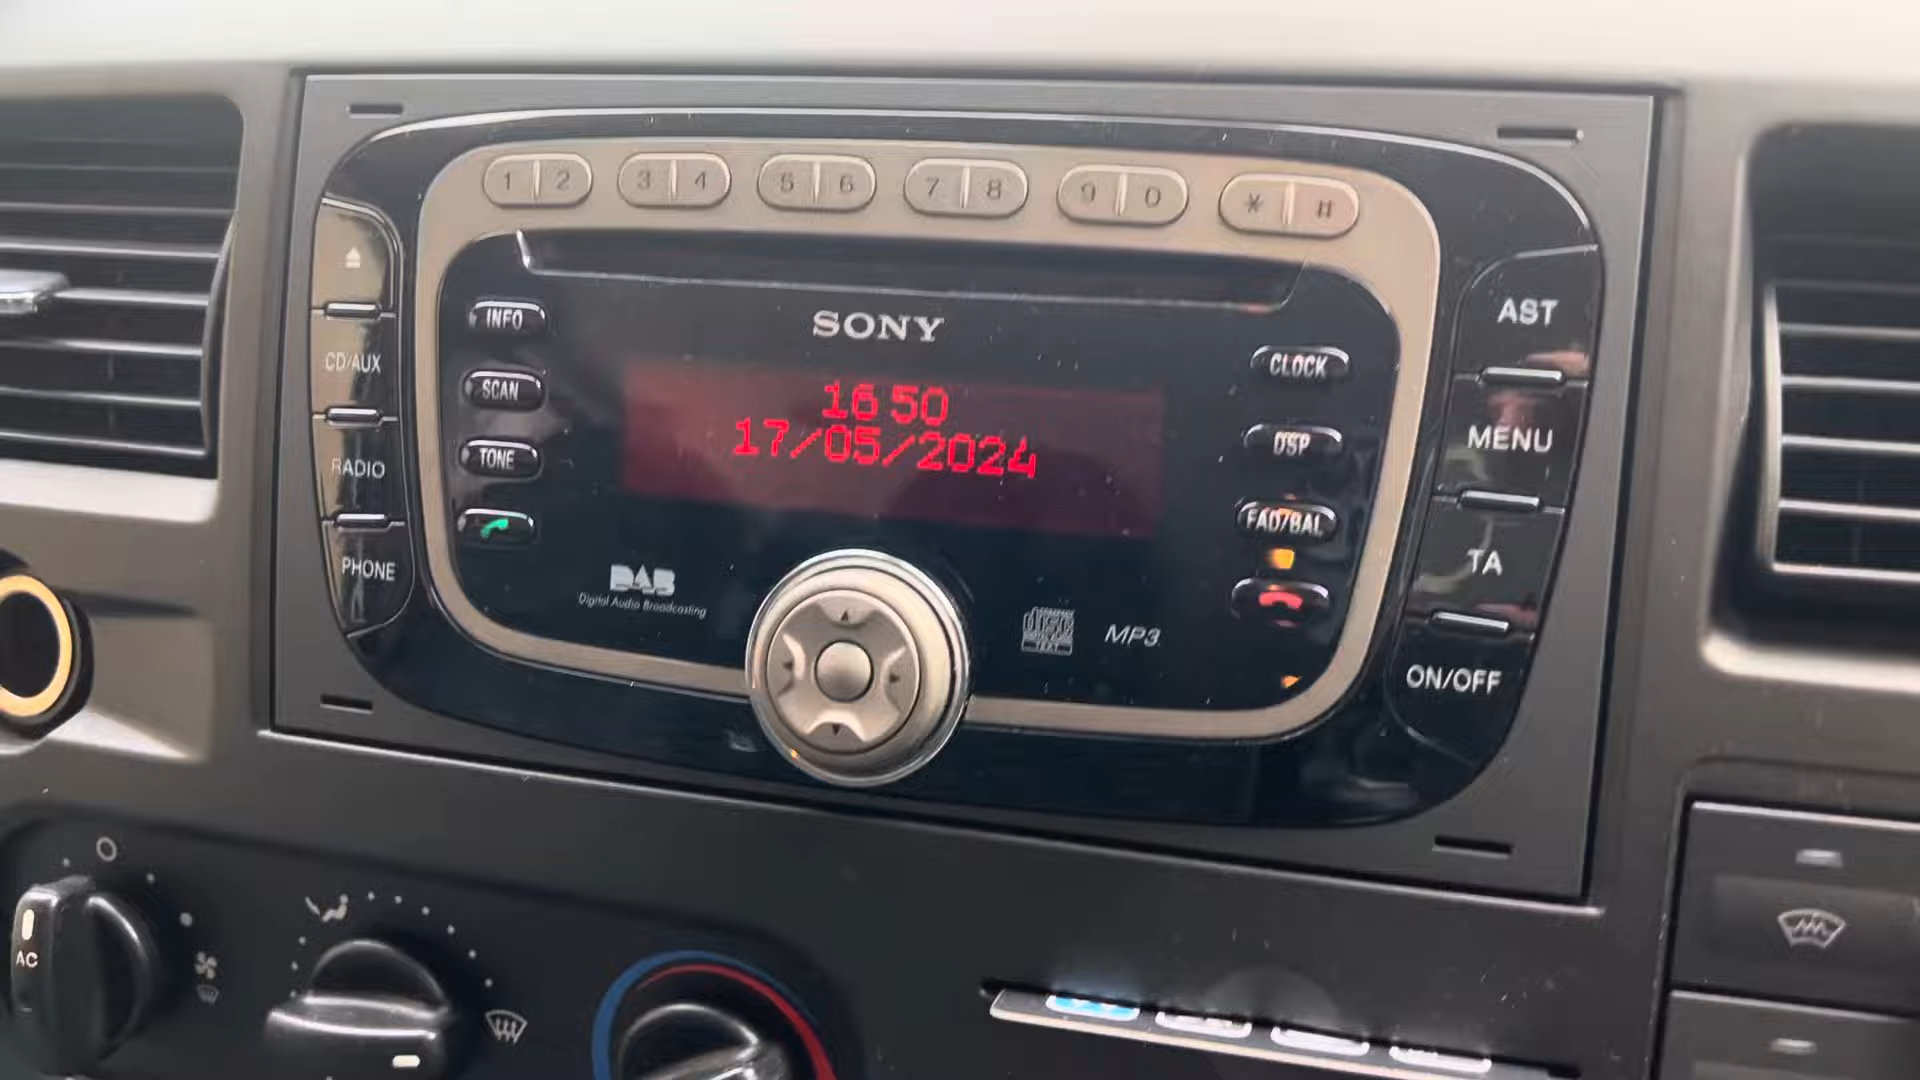 1 2 3 4 5 6 7 8 9 0 * #
INFO
SCAN
TONE
CD/AUX
RADIO
PHONE
SONY
16 50
17/05/2024
CLOCK
DSP
FAD/BAL
AST
MENU
TA
ON/OFF
DAB
Digital Audio Broadcasting
disc
TEXT
MP3
AC